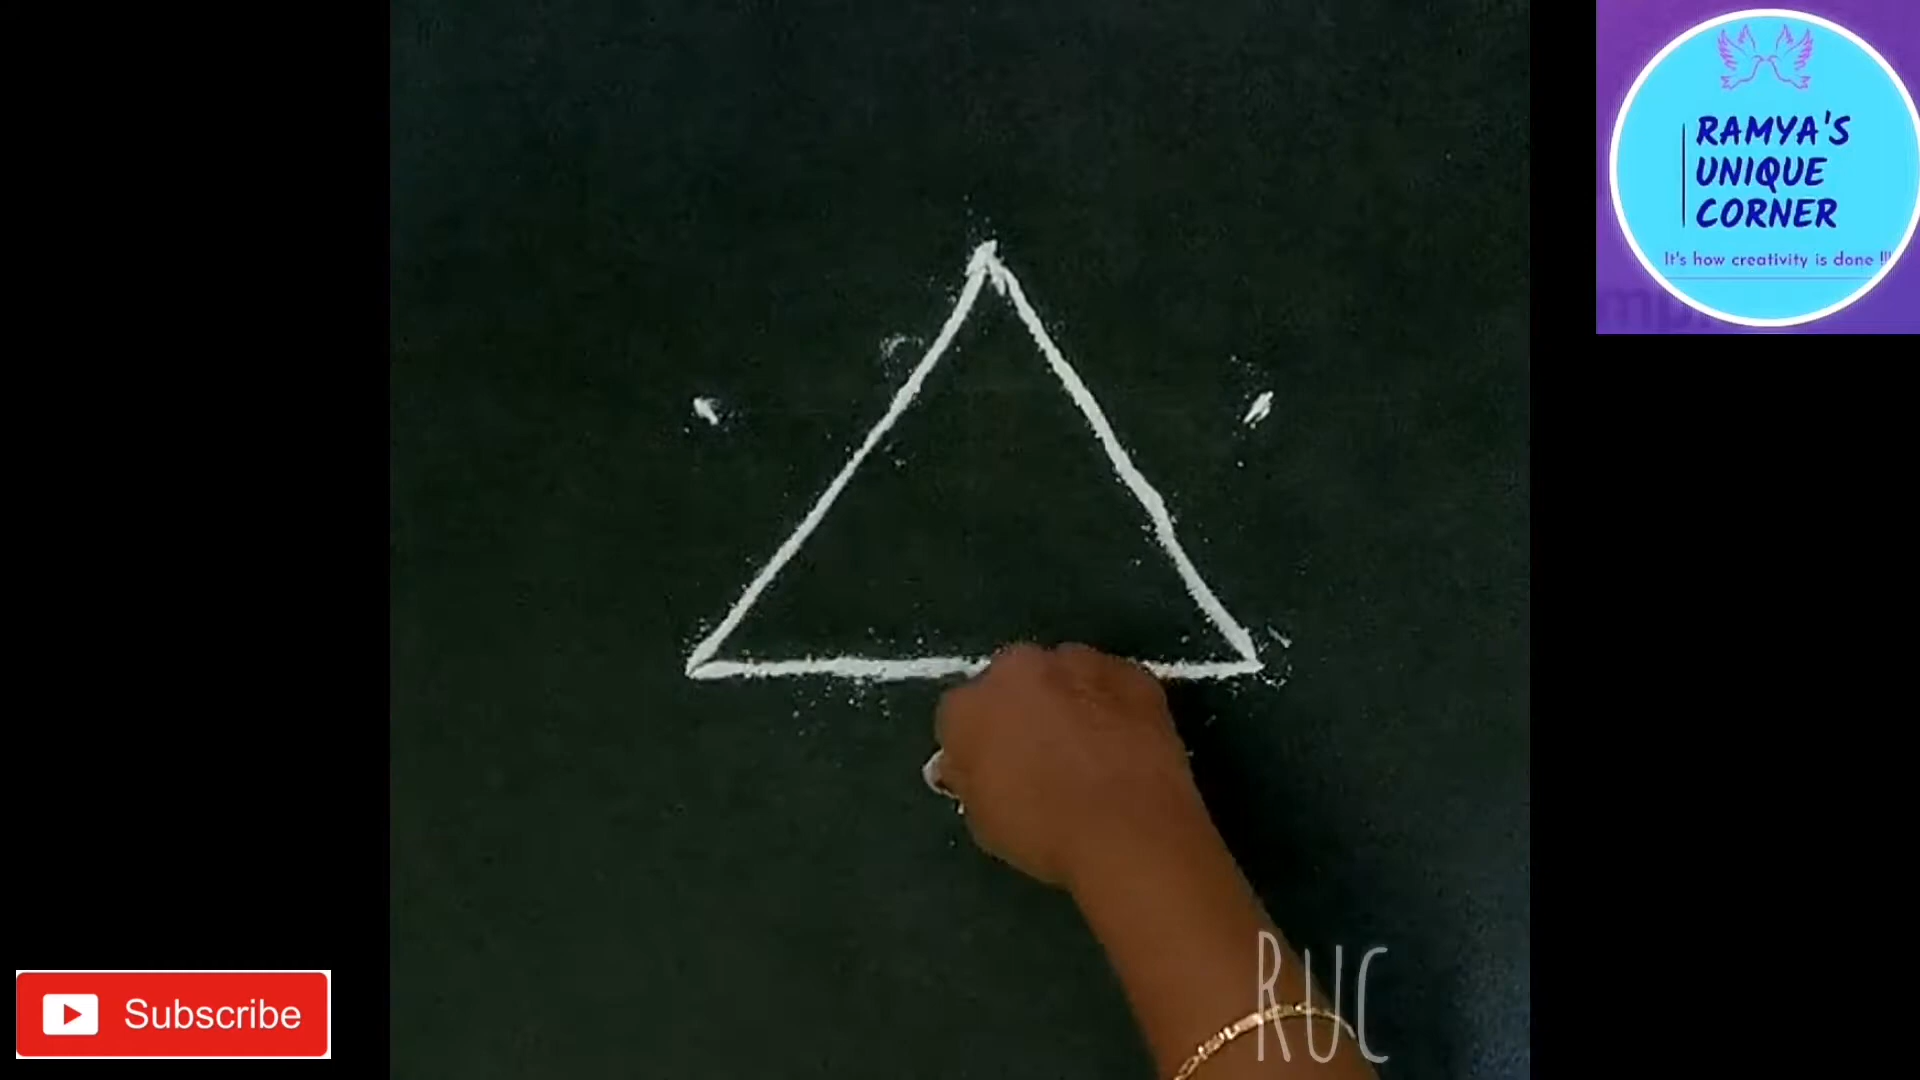 RAMYA'S
UNIQUE
CORNER
It's how creativity is done !!!
Subscribe
RUC